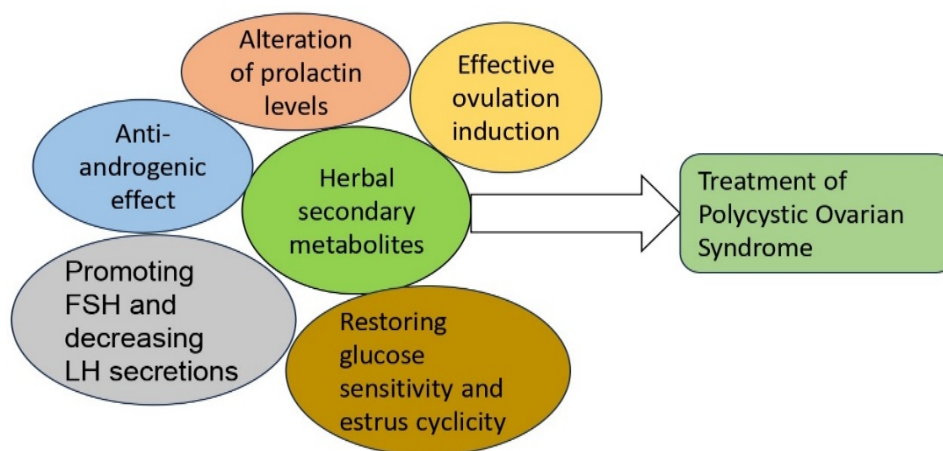 Alteration
of prolactin
levels
Effective
ovulation
induction
Anti-
androgenic
effect
Herbal
secondary
metabolites
Treatment of
Polycystic Ovarian
Syndrome
Promoting
FSH and
decreasing
LH secretions
Restoring
glucose
sensitivity and
estrus cyclicity